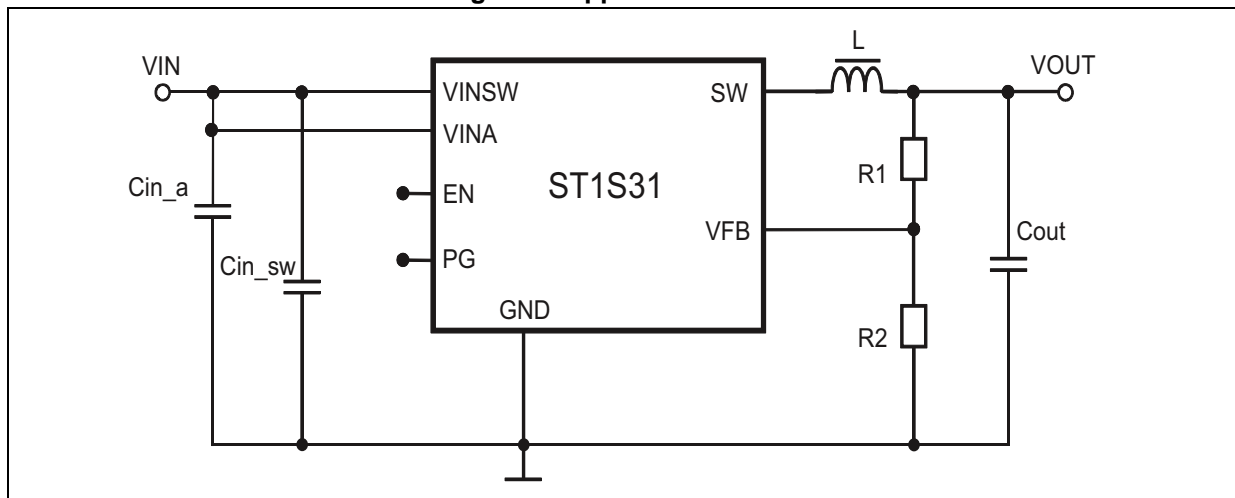 L
VIN
VOUT
VINSW
SW
VINA
R1
Cin_a
EN
ST1S31
VFB
Cout
PG
Cin_sw
GND
R2